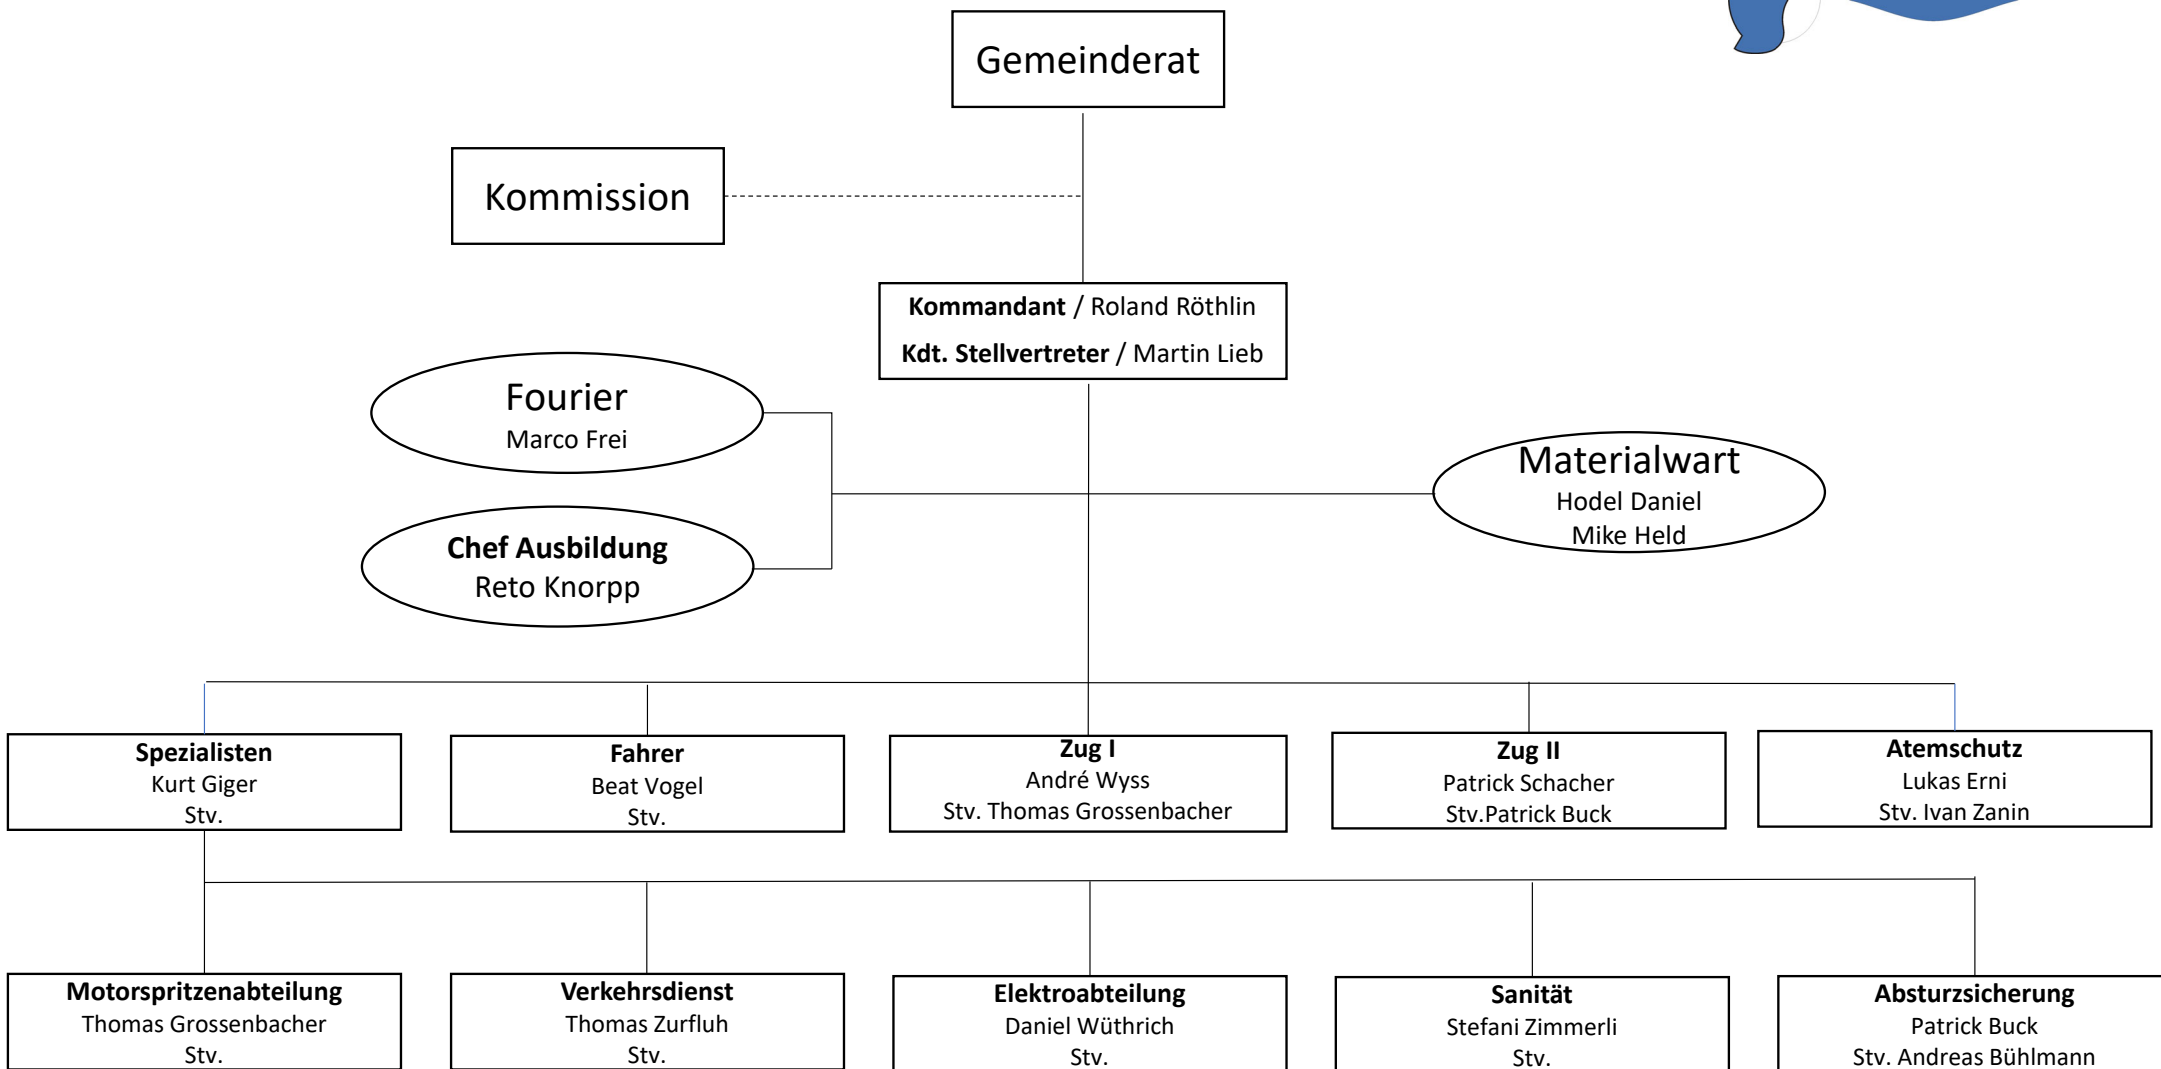 Gemeinderat
Kommission
Kommandant / Roland Röthlin
Kdt. Stellvertreter / Martin Lieb
Fourier
Marco Frei
Materialwart
Hodel Daniel
Mike Held
Chef Ausbildung
Reto Knorpp
Spezialisten
Kurt Giger
Stv.
Fahrer
Beat Vogel
Stv.
Zug I
André Wyss
Stv. Thomas Grossenbacher
Zug II
Patrick Schacher
Stv.Patrick Buck
Atemschutz
Lukas Erni
Stv. Ivan Zanin
Motorspritzenabteilung
Thomas Grossenbacher
Stv.
Verkehrsdienst
Thomas Zurfluh
Stv.
Elektroabteilung
Daniel Wüthrich
Stv.
Sanität
Stefani Zimmerli
Stv.
Absturzsicherung
Patrick Buck
Stv. Andreas Bühlmann